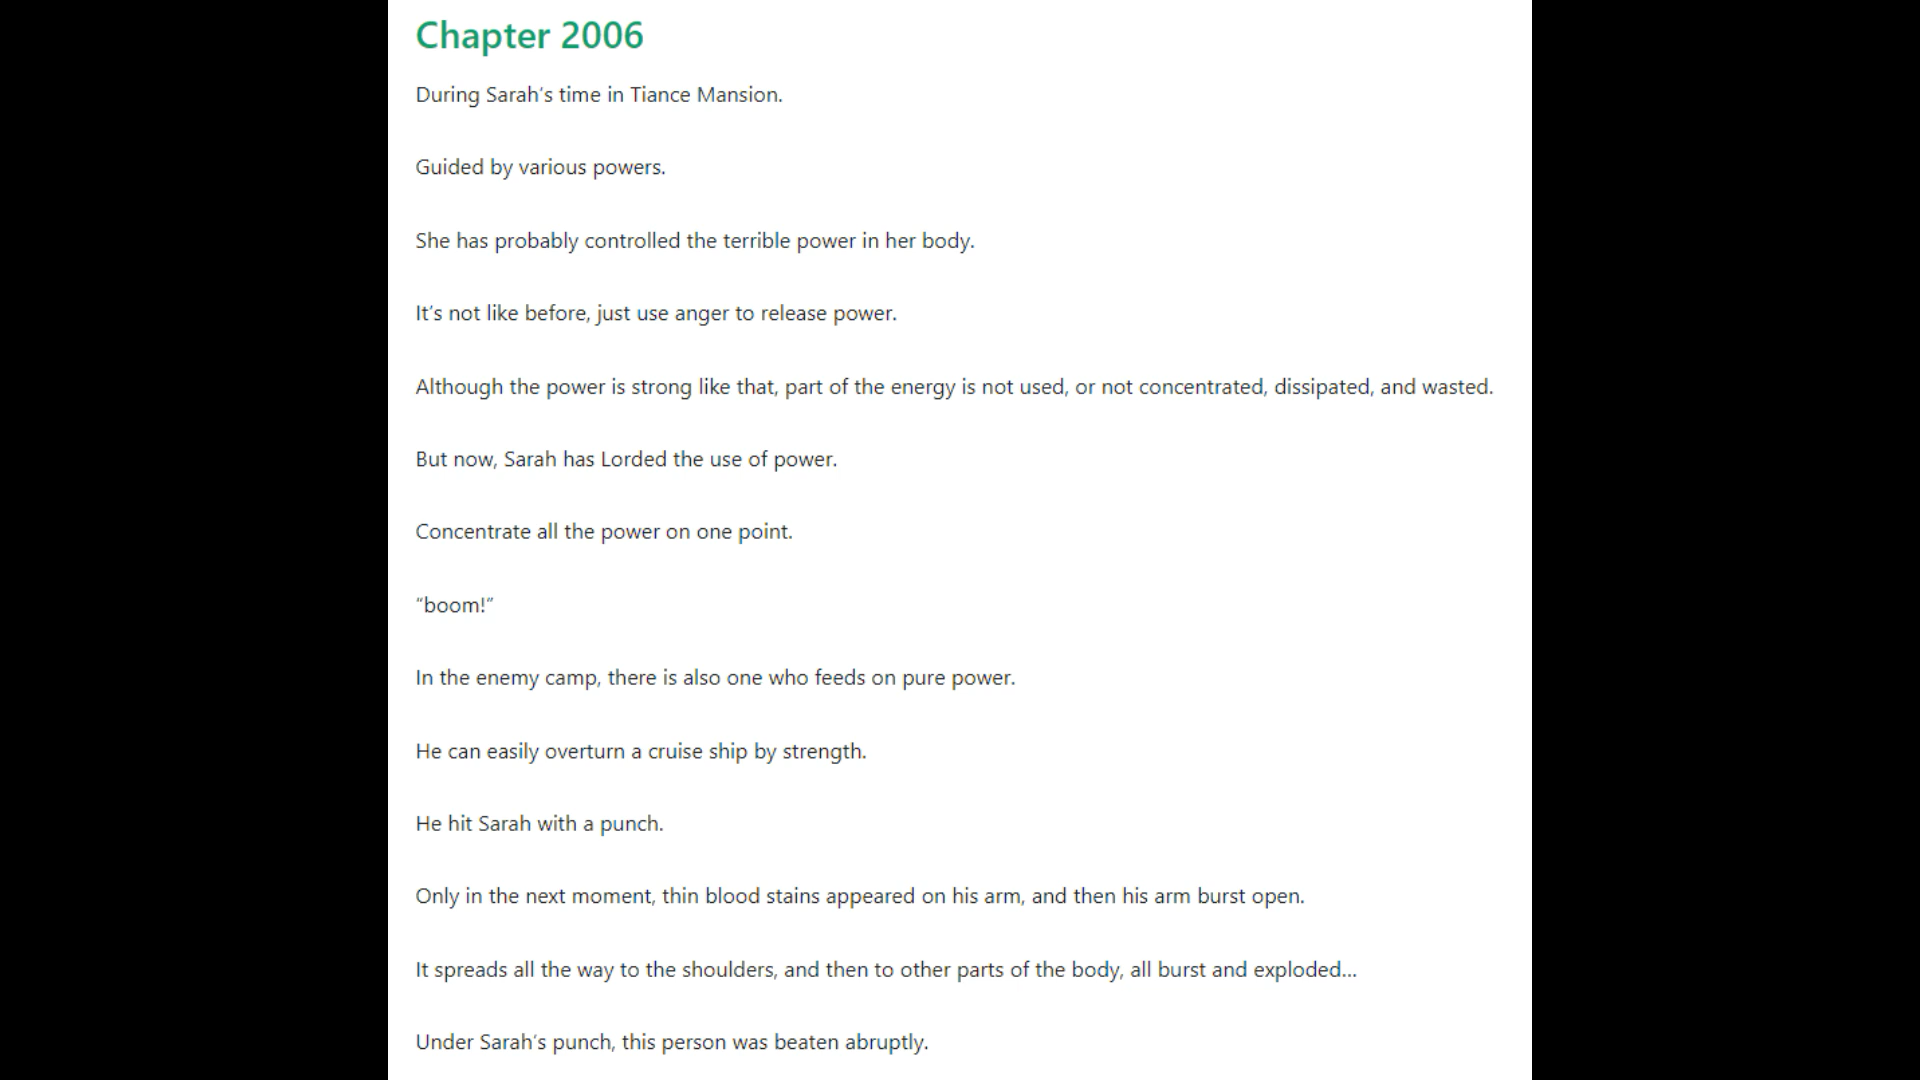 Chapter 2006
During Sarah’s time in Tiance Mansion.
Guided by various powers.
She has probably controlled the terrible power in her body.
It’s not like before, just use anger to release power.
Although the power is strong like that, part of the energy is not used, or not concentrated, dissipated, and wasted.
But now, Sarah has Lorded the use of power.
Concentrate all the power on one point.
“boom!”
In the enemy camp, there is also one who feeds on pure power.
He can easily overturn a cruise ship by strength.
He hit Sarah with a punch.
Only in the next moment, thin blood stains appeared on his arm, and then his arm burst open.
It spreads all the way to the shoulders, and then to other parts of the body, all burst and exploded…
Under Sarah’s punch, this person was beaten abruptly.